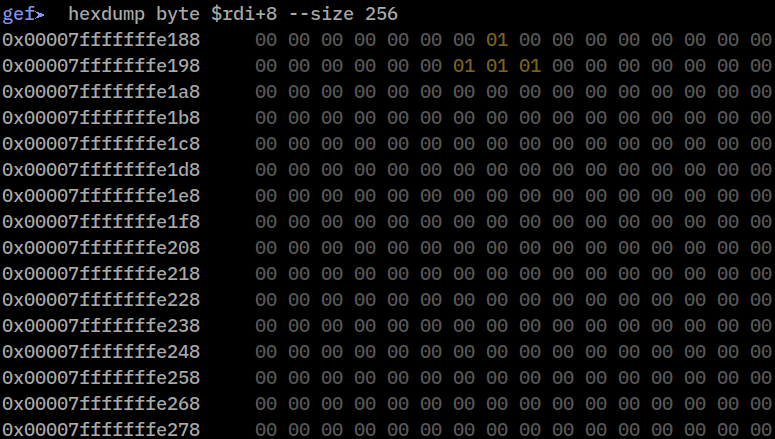 gef➤  hexdump byte $rdi+8 --size 256
0x00007fffffffe188     00 00 00 00 00 00 00 01 00 00 00 00 00 00 00 00
0x00007fffffffe198     00 00 00 00 00 00 01 01 01 00 00 00 00 00 00 00
0x00007fffffffe1a8     00 00 00 00 00 00 00 00 00 00 00 00 00 00 00 00
0x00007fffffffe1b8     00 00 00 00 00 00 00 00 00 00 00 00 00 00 00 00
0x00007fffffffe1c8     00 00 00 00 00 00 00 00 00 00 00 00 00 00 00 00
0x00007fffffffe1d8     00 00 00 00 00 00 00 00 00 00 00 00 00 00 00 00
0x00007fffffffe1e8     00 00 00 00 00 00 00 00 00 00 00 00 00 00 00 00
0x00007fffffffe1f8     00 00 00 00 00 00 00 00 00 00 00 00 00 00 00 00
0x00007fffffffe208     00 00 00 00 00 00 00 00 00 00 00 00 00 00 00 00
0x00007fffffffe218     00 00 00 00 00 00 00 00 00 00 00 00 00 00 00 00
0x00007fffffffe228     00 00 00 00 00 00 00 00 00 00 00 00 00 00 00 00
0x00007fffffffe238     00 00 00 00 00 00 00 00 00 00 00 00 00 00 00 00
0x00007fffffffe248     00 00 00 00 00 00 00 00 00 00 00 00 00 00 00 00
0x00007fffffffe258     00 00 00 00 00 00 00 00 00 00 00 00 00 00 00 00
0x00007fffffffe268     00 00 00 00 00 00 00 00 00 00 00 00 00 00 00 00
0x00007fffffffe278     00 00 00 00 00 00 00 00 00 00 00 00 00 00 00 00